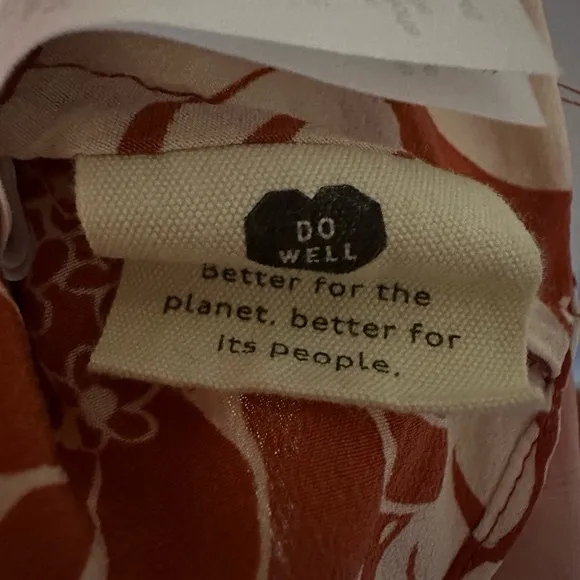 DO
WELL
Better for the
planet. better for
its people.